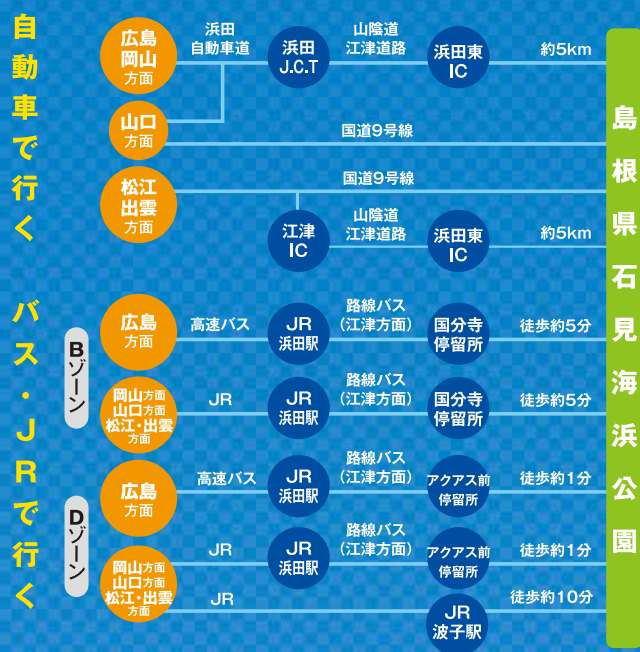 自動車で行く
広島
岡山
方面
浜田
自動車道
浜田
J.C.T
山陰道
江津道路
浜田東
IC
約5km
山口
方面
国道9号線
松江
出雲
方面
国道9号線
江津
IC
山陰道
江津道路
浜田東
IC
約5km
バス・JRで行く
Bゾーン
広島
方面
高速バス
JR
浜田駅
路線バス
(江津方面)
国分寺
停留所
徒歩約5分
岡山方面
山口方面
松江・出雲
方面
JR
JR
浜田駅
路線バス
(江津方面)
国分寺
停留所
徒歩約5分
Dゾーン
広島
方面
高速バス
JR
浜田駅
路線バス
(江津方面)
アクアス前
停留所
徒歩約1分
岡山方面
山口方面
松江・出雲
方面
JR
JR
浜田駅
路線バス
(江津方面)
アクアス前
停留所
徒歩約1分
JR
JR
波子駅
徒歩約10分
島根県石見海浜公園